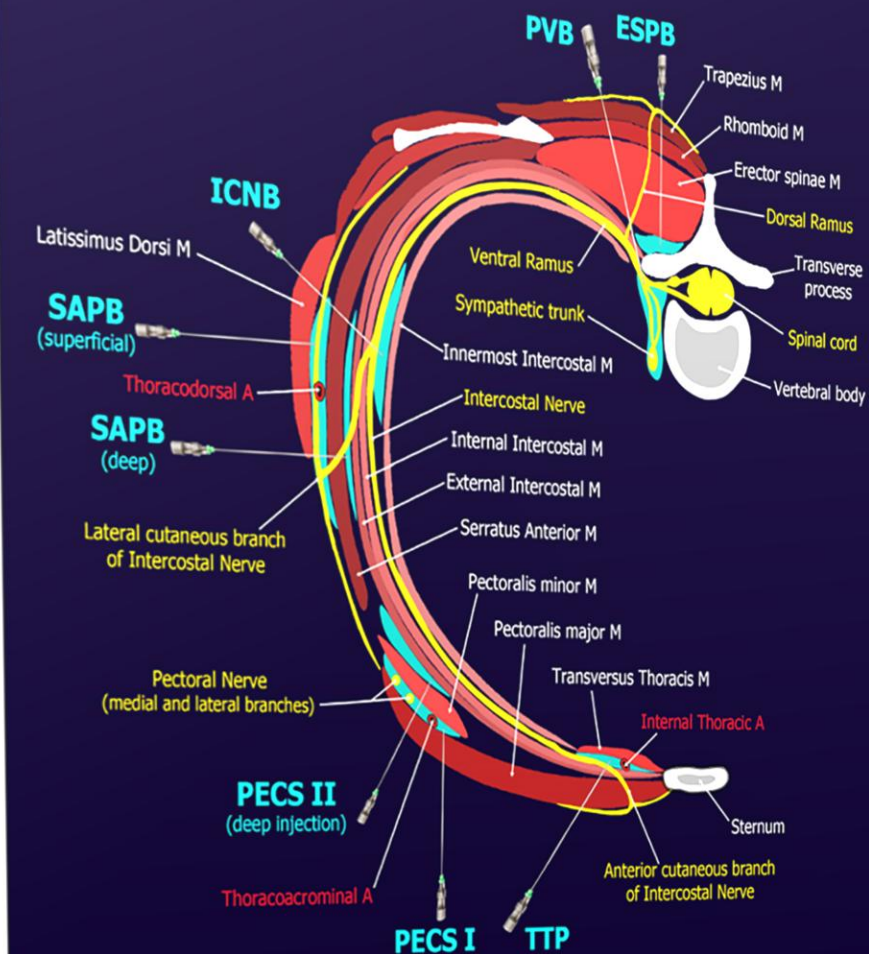 PVB
ESPB
Trapezius M
Rhomboid M
Erector spinae M
Dorsal Ramus
Transverse
process
Spinal cord
Vertebral body
ICNB
Latissimus Dorsi M
SAPB
(superficial)
Thoracodorsal A
SAPB
(deep)
Lateral cutaneous branch
of Intercostal Nerve
Ventral Ramus
Sympathetic trunk
Innermost Intercostal M
Intercostal Nerve
Internal Intercostal M
External Intercostal M
Serratus Anterior M
Pectoralis minor M
Pectoralis major M
Transversus Thoracis M
Internal Thoracic A
Pectoral Nerve
(medial and lateral branches)
PECS II
(deep injection)
Thoracoacrominal A
PECS I
TTP
Sternum
Anterior cutaneous branch
of Intercostal Nerve